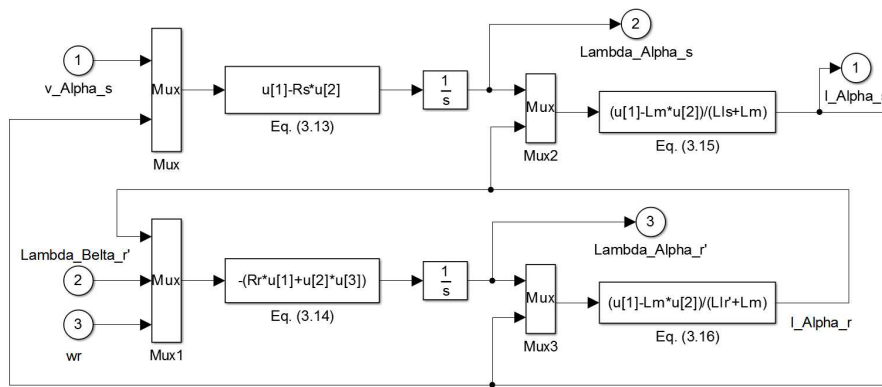 2
Lambda_Alpha_s
1
v_Alpha_s
Mux
Mux
u[1]-Rs*u[2]
Eq. (3.13)
1
s
Mux
Mux2
(u[1]-Lm*u[2])/(Lls+Lm)
Eq. (3.15)
1
I_Alpha_s
3
Lambda_Alpha_r'
Lambda_Beta_r'
2
3
wr
Mux
Mux1
-(Rr*u[1]+u[2]*u[3])
Eq. (3.14)
1
s
Mux
Mux3
(u[1]-Lm*u[2])/(Llr'+Lm)
Eq. (3.16)
I_Alpha_r